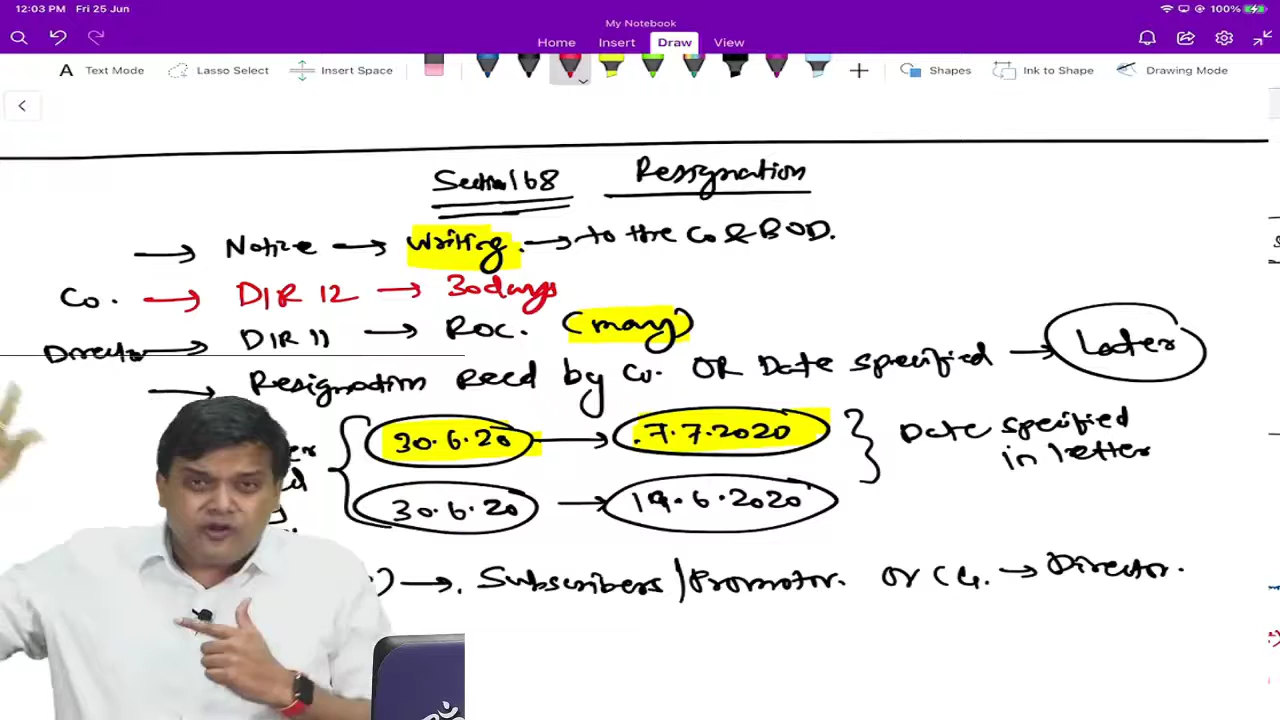 12:03 PM Fri 25 Jun 100%
My Notebook
Home Insert Draw View
A Text Mode Lasso Select Insert Space + Shapes Ink to Shape Drawing Mode
Section 168 Resignation
→ Notice → Writing. → to the Co & BOD.
Co. → DIR 12 → 30 days
Director → DIR 11 → ROC. (may)
→ Resignation Recd by Co. OR Date specified → Later
30.6.20 → 7.7.2020 } Date specified in letter
30.6.20 → 19.6.2020
) → . Subscribers/Promotor. or CG. → Director.